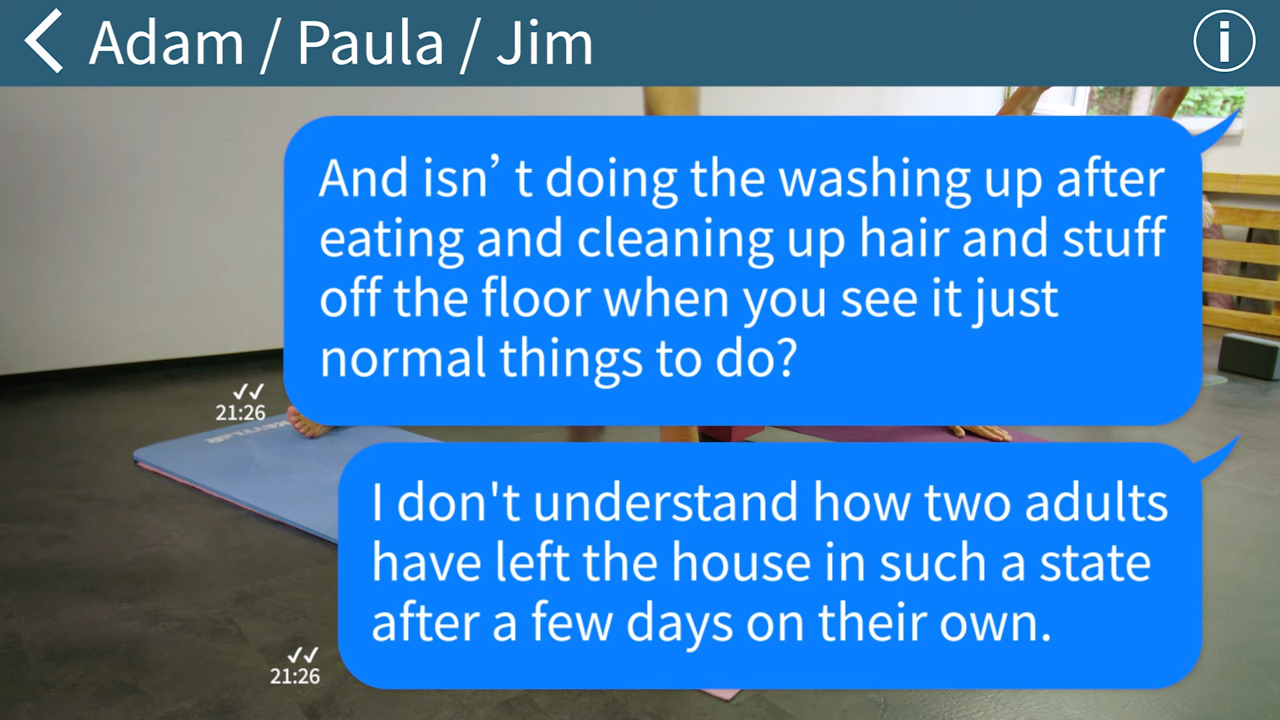 Adam / Paula / Jim
And isn’ t doing the washing up after
eating and cleaning up hair and stuff
off the floor when you see it just
normal things to do?
21:26
I don't understand how two adults
have left the house in such a state
after a few days on their own.
21:26